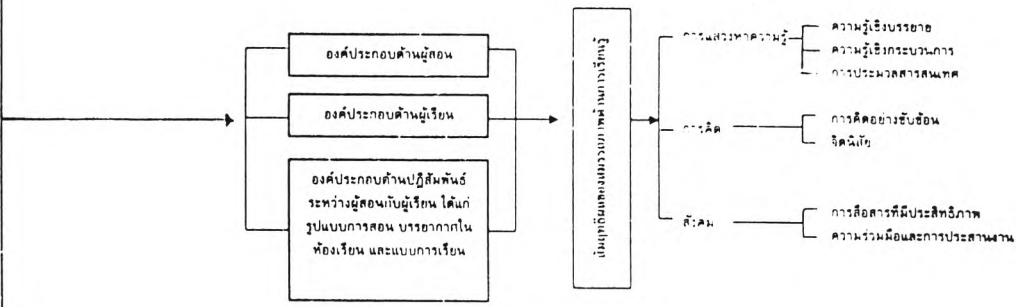 องค์ประกอบด้านผู้สอน
องค์ประกอบด้านผู้เรียน
องค์ประกอบด้านปฏิสัมพันธ์
ระหว่างผู้สอนกับผู้เรียน ได้แก่
รูปแบบการสอน บรรยากาศใน
ห้องเรียน และแบบการเรียน
การแสวงหาความรู้
ความรู้เชิงบรรยาย
ความรู้เชิงกระบวนการ
การประมวลสารสนเทศ
การคิด
การคิดอย่างซับซ้อน
จิตนิสัย
สังคม
การสื่อสารที่มีประสิทธิภาพ
ความร่วมมือและการประสานงาน